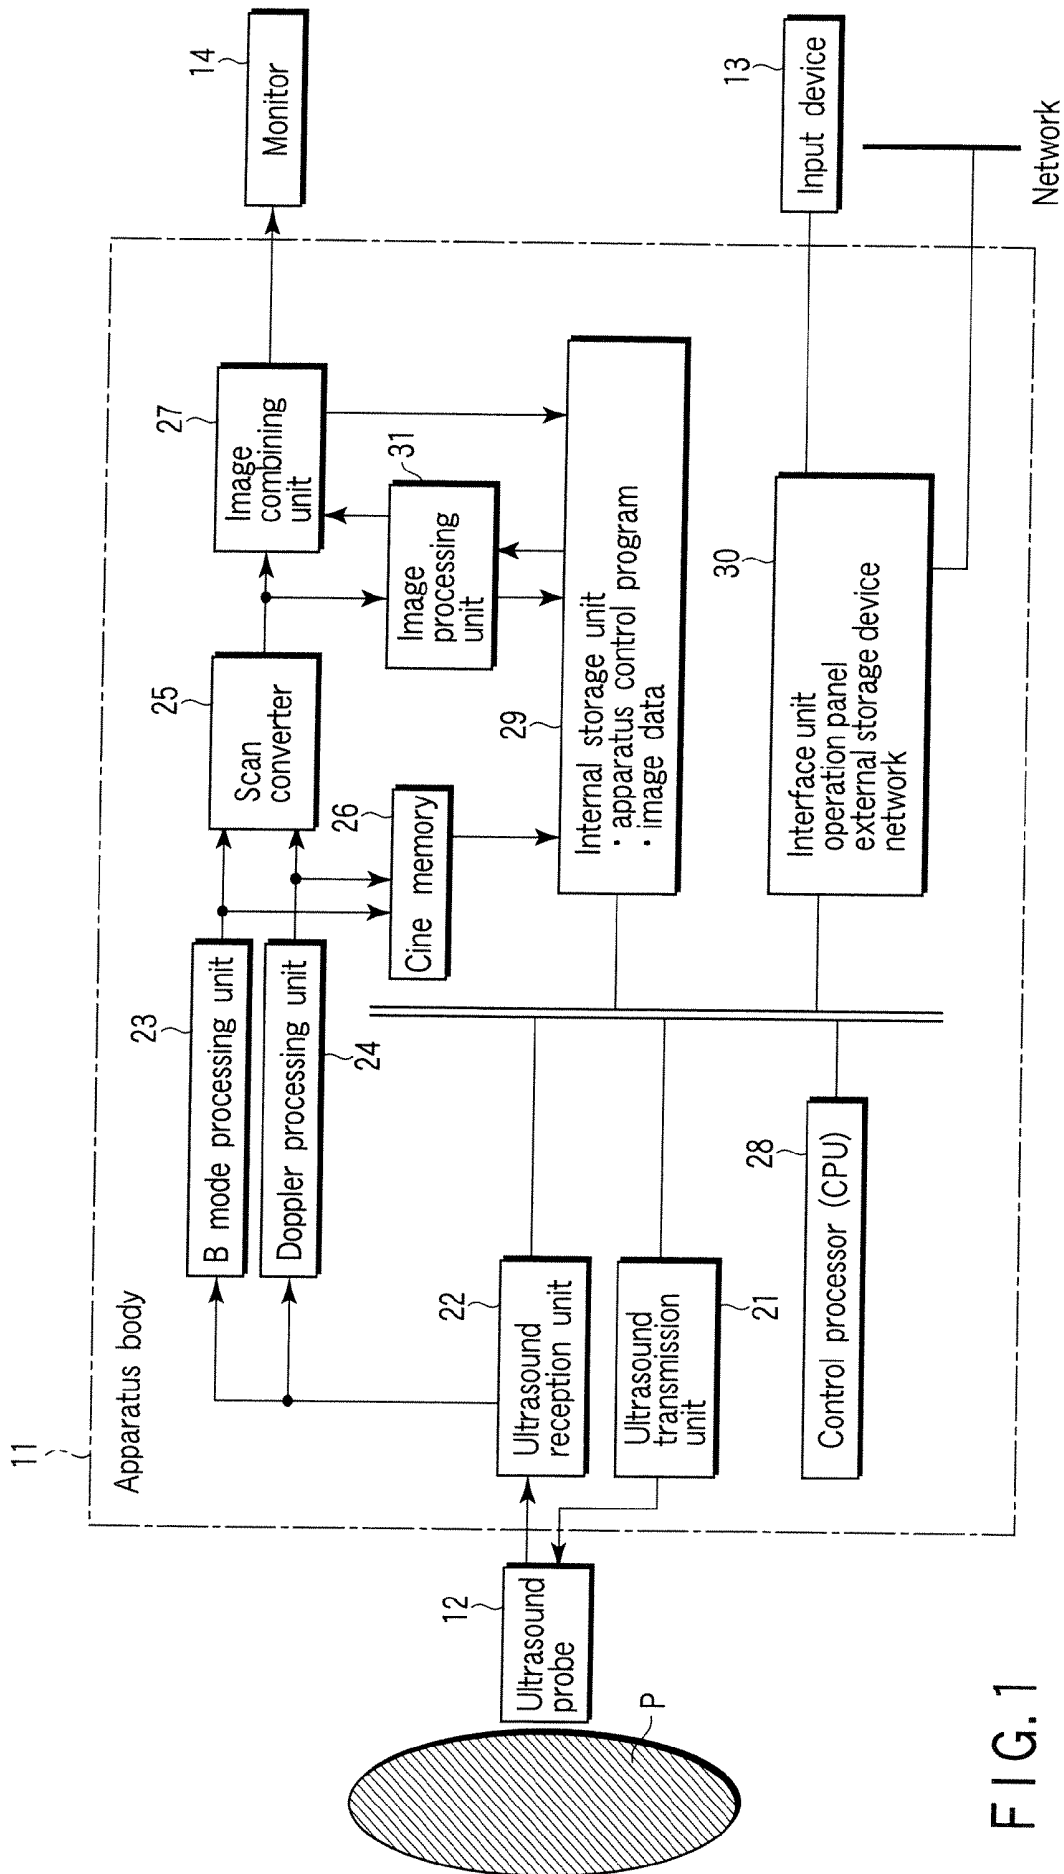 11
Apparatus body
12
Ultrasound
probe
P
22
Ultrasound
reception unit
Ultrasound
transmission
unit
21
23
B mode processing unit
Doppler processing unit
24
28
Control processor (CPU)
25
Scan
converter
26
Cine memory
27
Image
combining
unit
31
Image
processing
unit
29
Internal storage unit
· apparatus control program
· image data
30
Interface unit
operation panel
external storage device
network
14
Monitor
13
Input device
Network
FIG.1